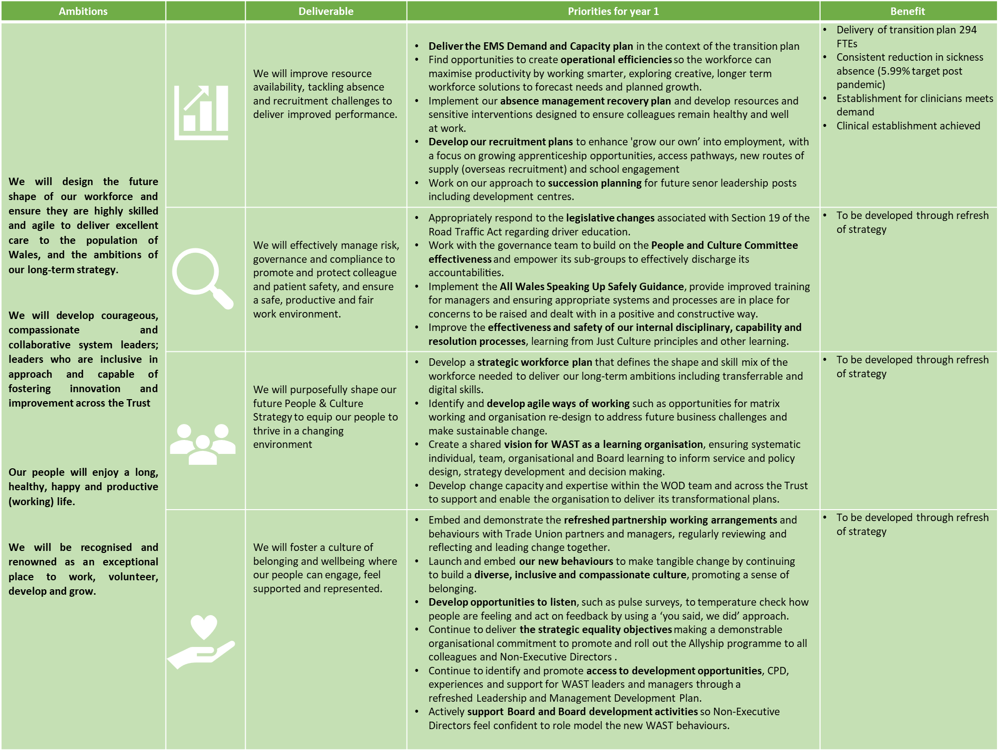 Ambitions
Deliverable
Priorities for year 1
Benefit
We will design the future
shape of our workforce and
ensure they are highly skilled
and agile to deliver excellent
care to the population of
Wales, and the ambitions of
our long-term strategy.
We will develop courageous,
compassionate and
collaborative system leaders;
leaders who are inclusive in
approach and capable of
fostering innovation and
improvement across the Trust
Our people will enjoy a long,
healthy, happy and productive
(working) life.
We will be recognised and
renowned as an exceptional
place to work, volunteer,
develop and grow.
We will improve resource
availability, tackling absence
and recruitment challenges to
deliver improved performance.
• Deliver the EMS Demand and Capacity plan in the context of the transition plan
• Find opportunities to create operational efficiencies so the workforce can
maximise productivity by working smarter, exploring creative, longer term
workforce solutions to forecast needs and planned growth.
• Implement our absence management recovery plan and develop resources and
sensitive interventions designed to ensure colleagues remain healthy and well
at work.
• Develop our recruitment plans to enhance 'grow our own’ into employment, with
a focus on growing apprenticeship opportunities, access pathways, new routes of
supply (overseas recruitment) and school engagement
• Work on our approach to succession planning for future senor leadership posts
including development centres.
• Delivery of transition plan 294
FTEs
• Consistent reduction in sickness
absence (5.99% target post
pandemic)
• Establishment for clinicians meets
demand
• Clinical establishment achieved
We will effectively manage risk,
governance and compliance to
promote and protect colleague
and patient safety, and ensure
a safe, productive and fair
work environment.
• Appropriately respond to the legislative changes associated with Section 19 of the
Road Traffic Act regarding driver education.
• Work with the governance team to build on the People and Culture Committee
effectiveness and empower its sub-groups to effectively discharge its
accountabilities.
• Implement the All Wales Speaking Up Safely Guidance, provide improved training
for managers and ensuring appropriate systems and processes are in place for
concerns to be raised and dealt with in a positive and constructive way.
• Improve the effectiveness and safety of our internal disciplinary, capability and
resolution processes, learning from Just Culture principles and other learning.
• To be developed through refresh
of strategy
We will purposefully shape our
future People & Culture
Strategy to equip our people to
thrive in a changing
environment
• Develop a strategic workforce plan that defines the shape and skill mix of the
workforce needed to deliver our long-term ambitions including transferrable and
digital skills.
• Identify and develop agile ways of working such as opportunities for matrix
working and organisation re-design to address future business challenges and
make sustainable change.
• Create a shared vision for WAST as a learning organisation, ensuring systematic
individual, team, organisational and Board learning to inform service and policy
design, strategy development and decision making.
• Develop change capacity and expertise within the WOD team and across the Trust
to support and enable the organisation to deliver its transformational plans.
• To be developed through refresh
of strategy
We will foster a culture of
belonging and wellbeing where
our people can engage, feel
supported and represented.
• Embed and demonstrate the refreshed partnership working arrangements and
behaviours with Trade Union partners and managers, regularly reviewing and
reflecting and leading change together.
• Launch and embed our new behaviours to make tangible change by continuing
to build a diverse, inclusive and compassionate culture, promoting a sense of
belonging.
• Develop opportunities to listen, such as pulse surveys, to temperature check how
people are feeling and act on feedback by using a ‘you said, we did’ approach.
• Continue to deliver the strategic equality objectives making a demonstrable
organisational commitment to promote and roll out the Allyship programme to all
colleagues and Non-Executive Directors .
• Continue to identify and promote access to development opportunities, CPD,
experiences and support for WAST leaders and managers through a
refreshed Leadership and Management Development Plan.
• Actively support Board and Board development activities so Non-Executive
Directors feel confident to role model the new WAST behaviours.
• To be developed through refresh
of strategy